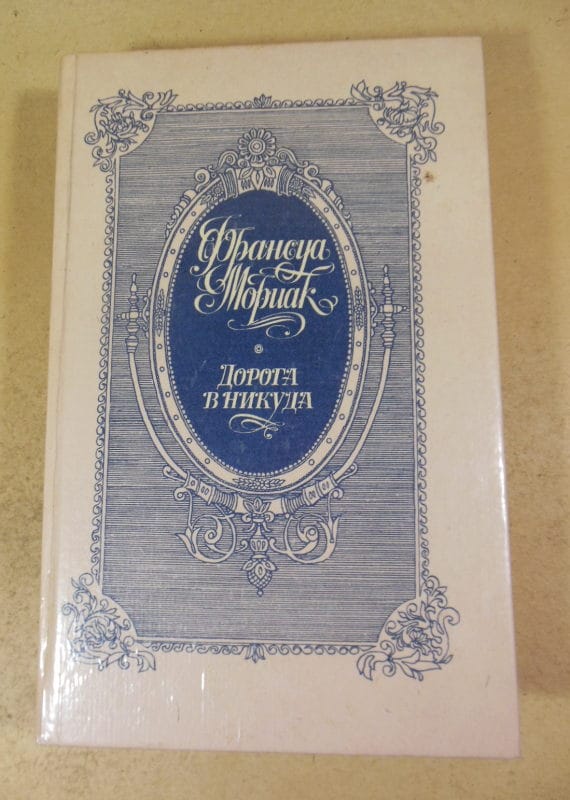 Франсуа
Мориак
Дорога
в никуда